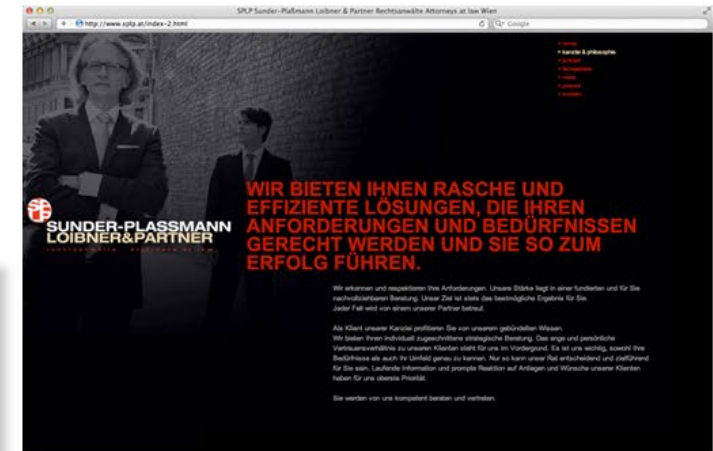 SPLP Sunder-Plaßmann Loibner & Partner Rechtsanwälte Attorneys at law Wien
http://www.splp.at/index-2.html
Google
kanzlei & philosophie
WIR BIETEN IHNEN RASCHE UND
EFFIZIENTE LÖSUNGEN, DIE IHREN
ANFORDERUNGEN UND BEDÜRFNISSEN
GERECHT WERDEN UND SIE SO ZUM
ERFOLG FÜHREN.
SUNDER-PLASSMANN
LOIBNER&PARTNER
Wir erkennen und respektieren Ihre Anforderungen. Unsere Stärke liegt in einer fundierten und für Sie
nachvollziehbaren Beratung. Unser Ziel ist stets das bestmögliche Ergebnis für Sie.
Jeder Fall wird von einem unserer Partner betreut.
Als Klient unserer Kanzlei profitieren Sie von unserem gebündelten Wissen.
Wir bieten Ihnen individuell zugeschnittene strategische Beratung. Das enge und persönliche
Vertrauensverhältnis zu unseren Klienten steht für uns im Vordergrund. Es ist uns wichtig, sowohl Ihre
Bedürfnisse als auch Ihr Umfeld genau zu kennen. Nur so kann unser Rat entscheidend und zielführend
für Sie sein. Laufende Information und prompte Reaktion auf Anliegen und Wünsche unserer Klienten
haben für uns oberste Priorität.
Sie werden von uns kompetent beraten und vertreten.